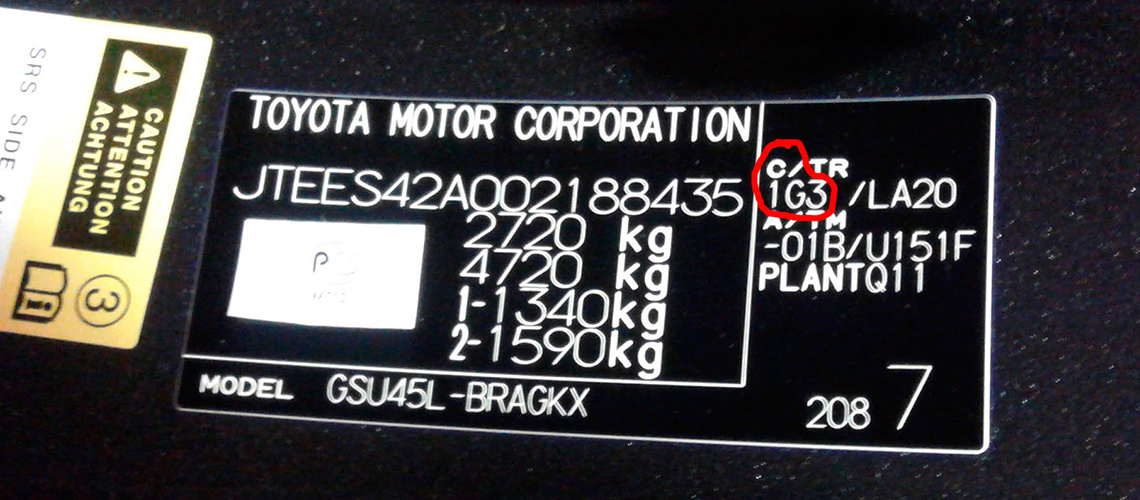 SRS SIDE
CAUTION
ATTENTION
ACHTUNG
3
TOYOTA MOTOR CORPORATION
JTEES42A002188435
2720 kg
4720 kg
1-1340kg
2-1590kg
MODEL GSU45L-BRAGKX
C/TR
1G3 /LA20
A/TM
-01B/U151F
PLANTQ11
208 7